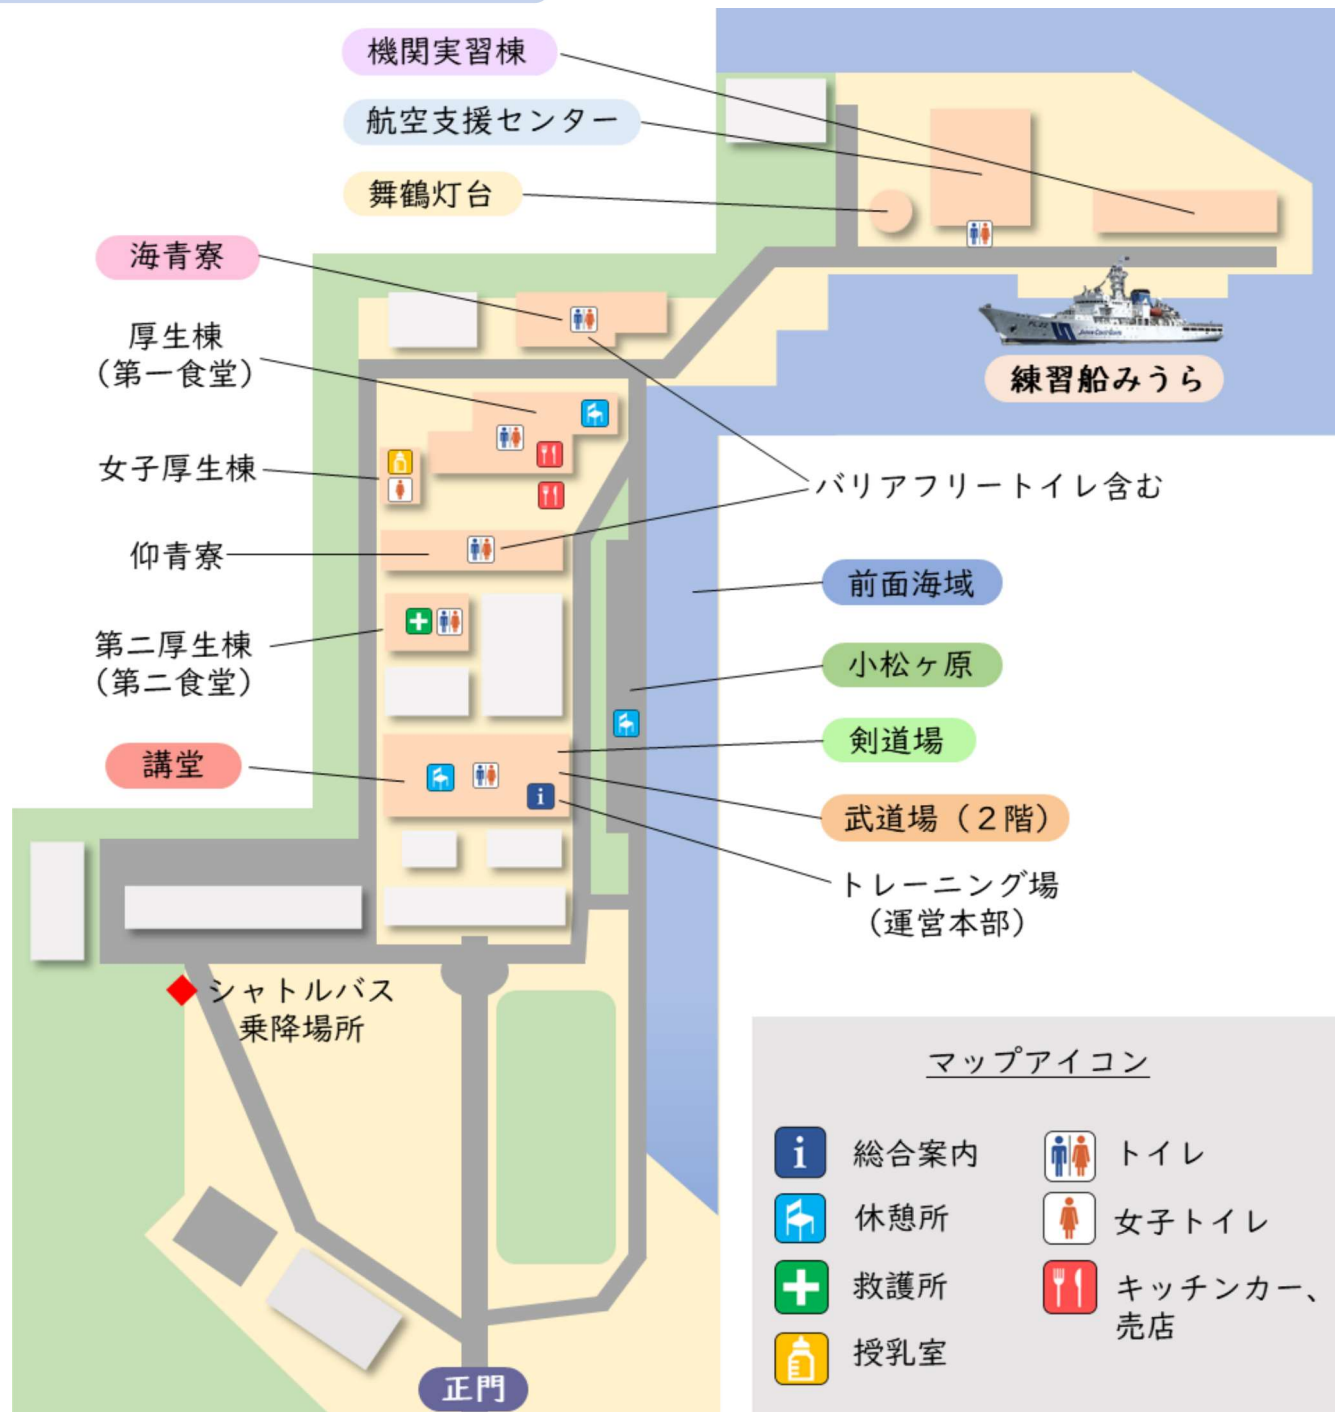 機関実習棟
航空支援センター
舞鶴灯台
海青寮
厚生棟
（第一食堂）
女子厚生棟
仰青寮
第二厚生棟
（第二食堂）
講堂
練習船みうら
バリアフリートイレ含む
前面海域
小松ヶ原
剣道場
武道場（２階）
トレーニング場
（運営本部）
シャトルバス
乗降場所
正門
マップアイコン
i 総合案内
休憩所
救護所
授乳室
トイレ
女子トイレ
キッチンカー、
売店